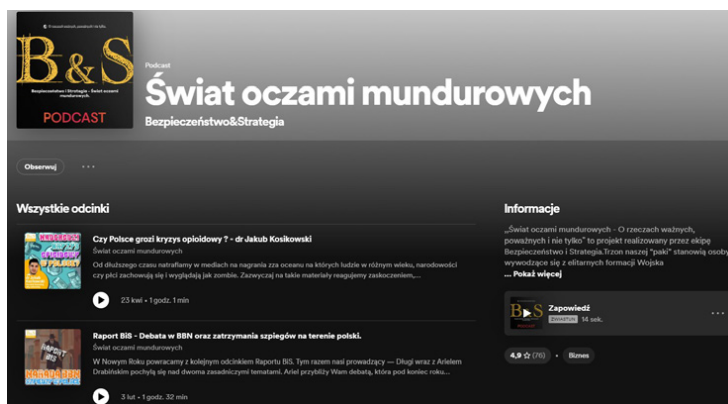 O rzeczach ważnych, poważnych i nie tylko.
B&S
Bezpieczeństwo i Strategia - Świat oczami mundurowych.
PODCAST
Podcast
Świat oczami mundurowych
Bezpieczeństwo&Strategia
Obserwuj
Wszystkie odcinki
Czy Polsce grozi kryzys opioidowy ? - dr Jakub Kosikowski
Świat oczami mundurowych
Od dłuższego czasu natrafiamy w mediach na nagrania zza oceanu na których ludzie w różnym wieku, narodowości
czy płci zachowują się i wyglądają jak zombie. Zazwyczaj na takie materiały reagujemy zaskoczeniem,...
23 kwi • 1 godz. 1 min
RAPORT
BIS
Raport BiS - Debata w BBN oraz zatrzymania szpiegów na terenie polski.
Świat oczami mundurowych
W Nowym Roku powracamy z kolejnym odcinkiem Raportu BiS. Tym razem nasi prowadzący — Długi wraz z Arielem
Drabińskim pochylą się nad dwoma zasadniczymi tematami. Ariel przybliży Wam debatę, która pod koniec roku...
3 lut • 1 godz. 32 min
Informacje
„Świat oczami mundurowych - O rzeczach ważnych,
poważnych i nie tylko” to projekt realizowany przez ekipę
Bezpieczeństwo i Strategia.Trzon naszej “paki” stanowią osoby
wywodzące się z elitarnych formacji Wojska
... Pokaż więcej
B&S
Zapowiedź
ZWIASTUN 14 sek.
4,9 (76) • Biznes